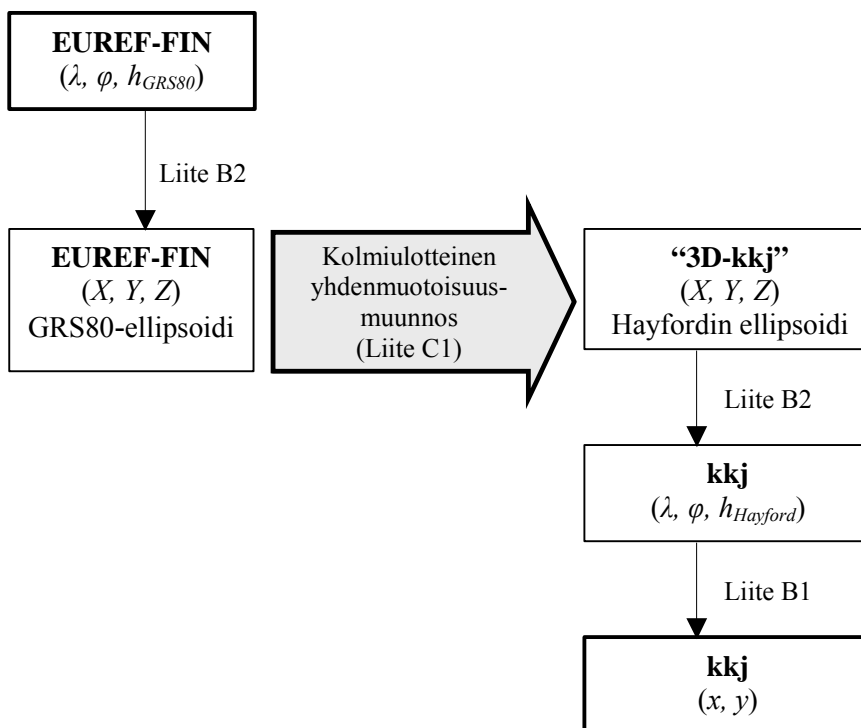 EUREF-FIN
(λ, φ, hGRS80)
Liite B2
EUREF-FIN
(X, Y, Z)
GRS80-ellipsoidi
Kolmiulotteinen
yhdenmuotoisuus-
muunnos
(Liite C1)
“3D-kkj”
(X, Y, Z)
Hayfordin ellipsoidi
Liite B2
kkj
(λ, φ, hHayford)
Liite B1
kkj
(x, y)